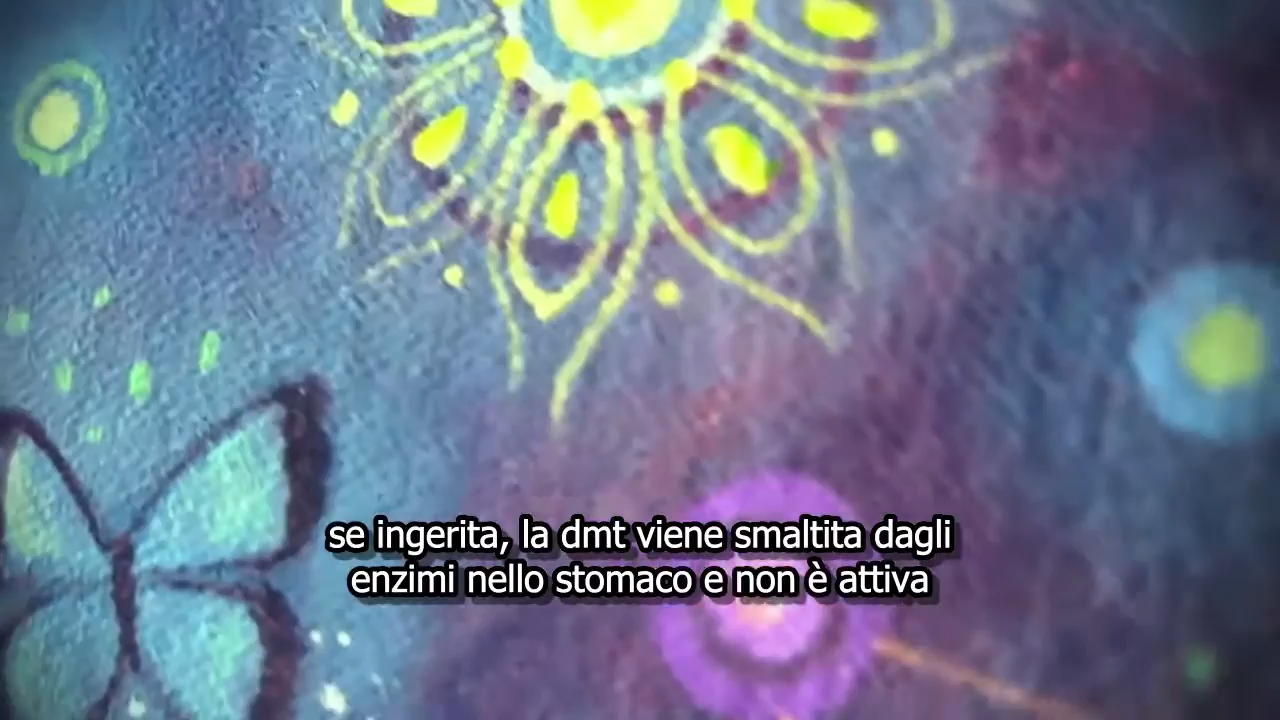 se ingerita, la dmt viene smaltita dagli
enzimi nello stomaco e non è attiva